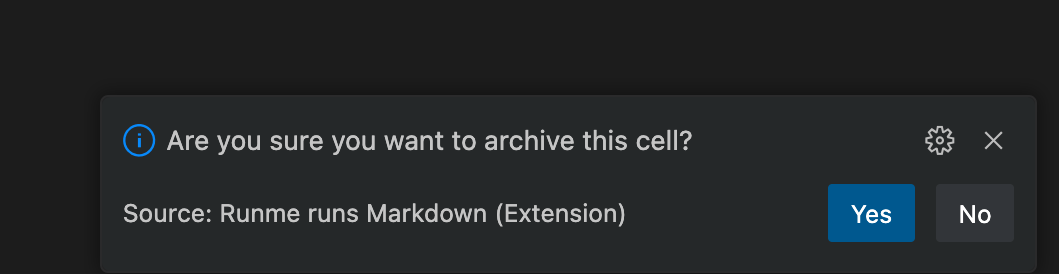 Are you sure you want to archive this cell?
Source: Runme runs Markdown (Extension)
Yes
No